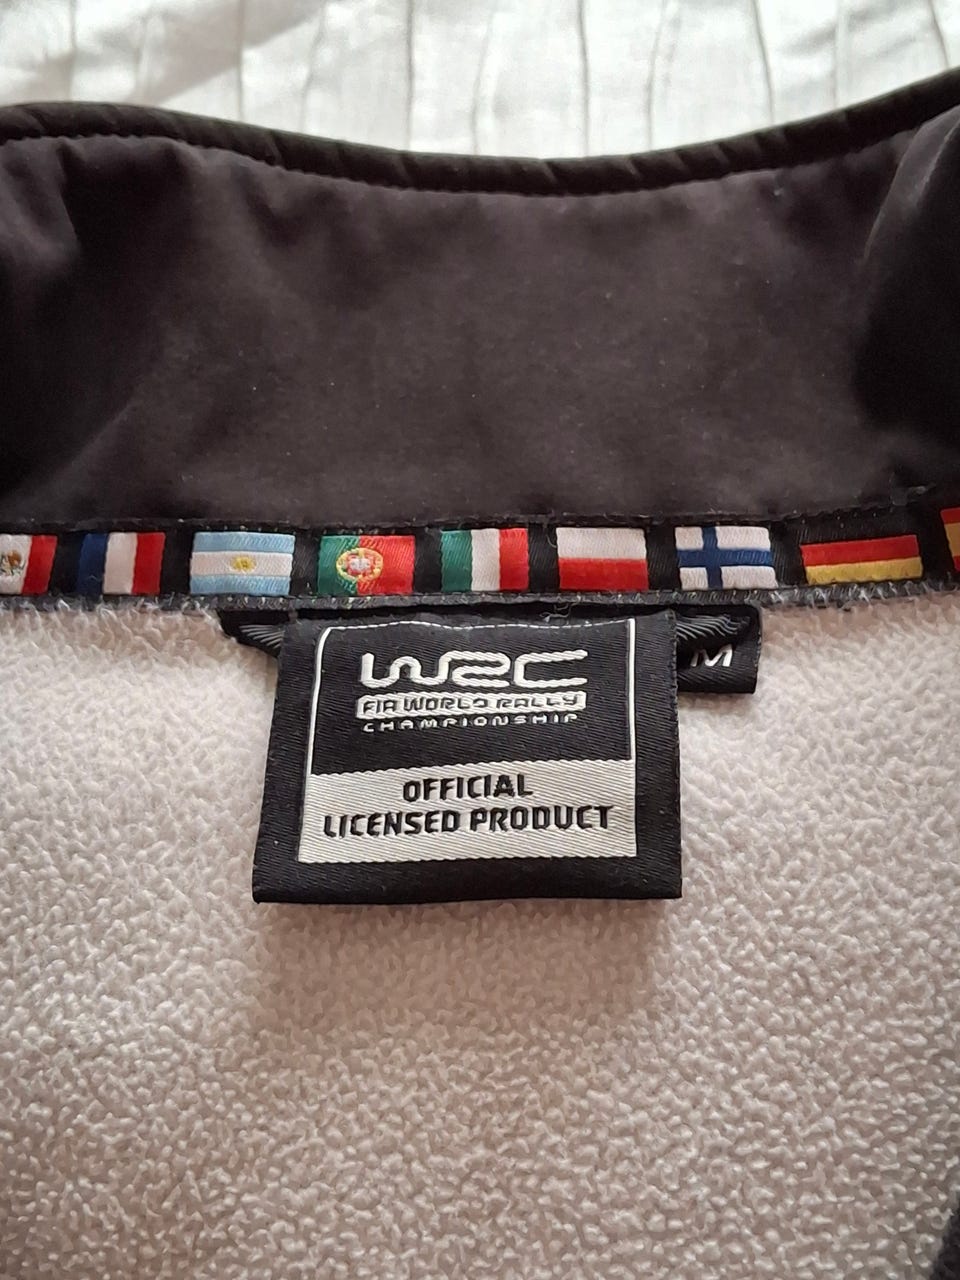 M
WRC
FIA WORLD RALLY
CHAMPIONSHIP
OFFICIAL
LICENSED PRODUCT